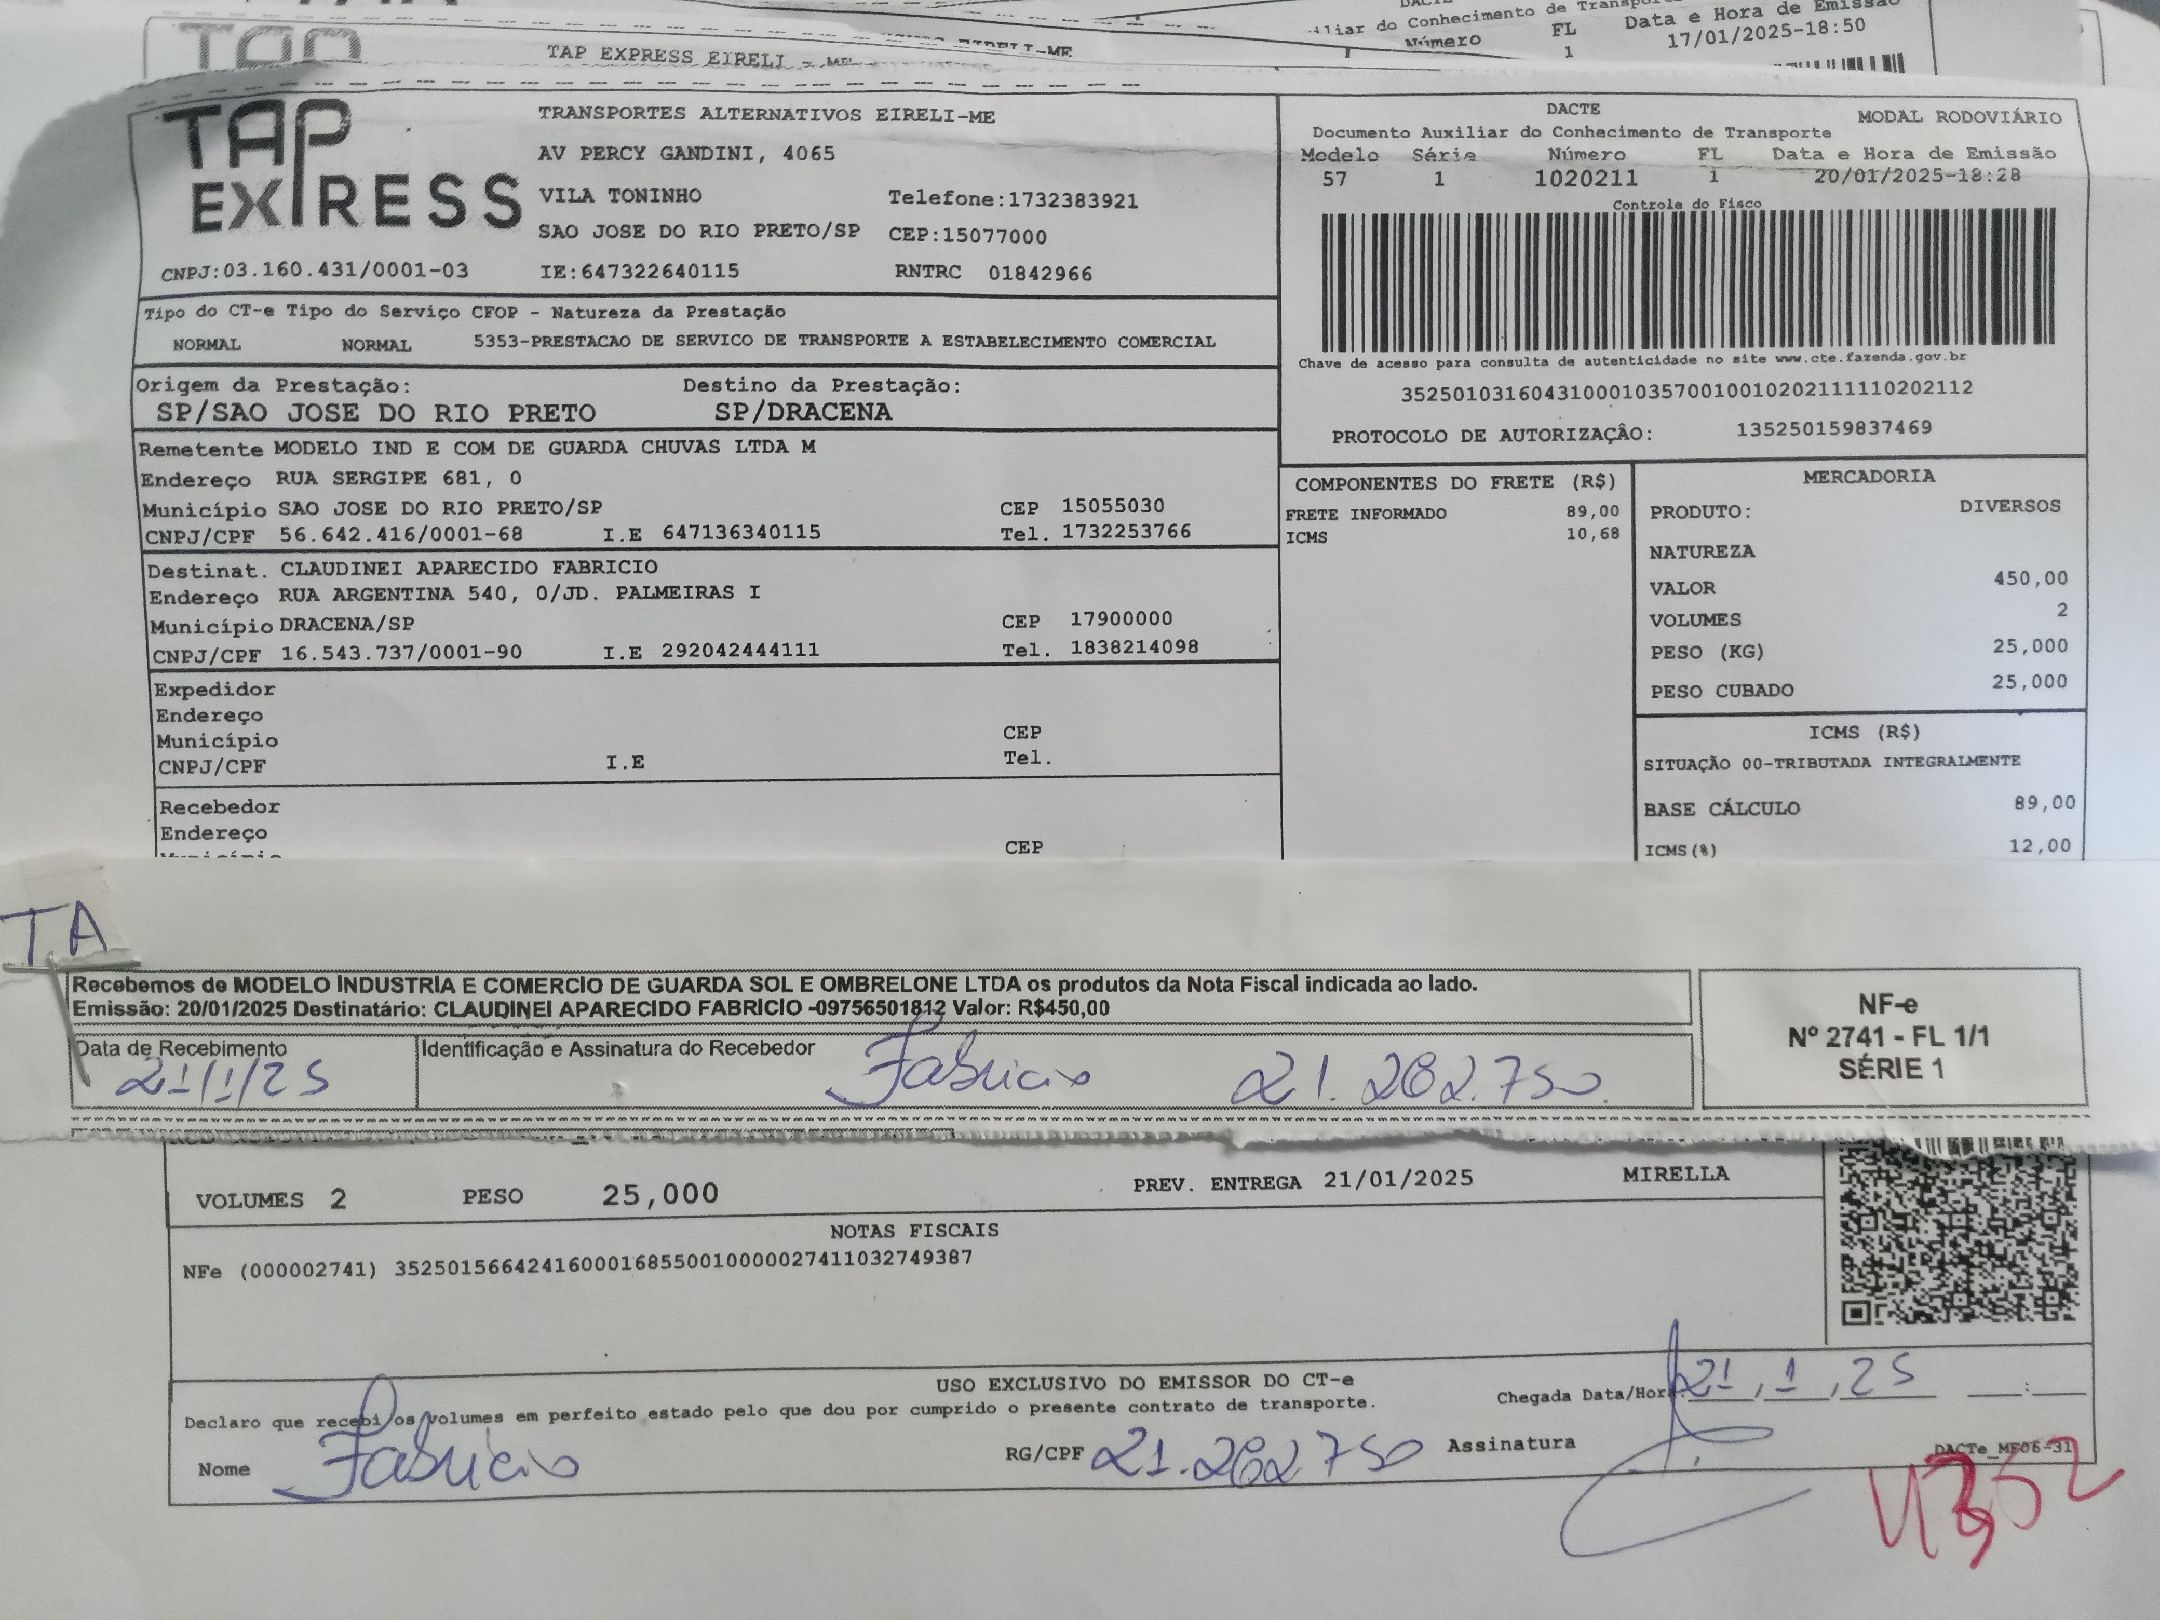 DACTE
Auxiliar do Conhecimento de Transporte
Número FL Data e Hora de Emissão
1 17/01/2025-18:50
TAP EXPRESS EIRELI - ME
TAP EXPRESS
TRANSPORTES ALTERNATIVOS EIRELI-ME
AV PERCY GANDINI, 4065
VILA TONINHO Telefone:1732383921
SAO JOSE DO RIO PRETO/SP CEP:15077000
CNPJ:03.160.431/0001-03 IE:647322640115 RNTRC 01842966
DACTE MODAL RODOVIÁRIO
Documento Auxiliar do Conhecimento de Transporte
Modelo Série Número FL Data e Hora de Emissão
57 1 1020211 1 20/01/2025-18:28
Controle do Fisco
Chave de acesso para consulta de autenticidade no site www.cte.fazenda.gov.br
35250103160431000103570010010202111110202112
PROTOCOLO DE AUTORIZAÇÂO: 135250159837469
Tipo do CT-e Tipo do Serviço CFOP - Natureza da Prestação
NORMAL NORMAL 5353-PRESTACAO DE SERVICO DE TRANSPORTE A ESTABELECIMENTO COMERCIAL
Origem da Prestação: Destino da Prestação:
SP/SAO JOSE DO RIO PRETO SP/DRACENA
Remetente MODELO IND E COM DE GUARDA CHUVAS LTDA M
Endereço RUA SERGIPE 681, 0
Município SAO JOSE DO RIO PRETO/SP CEP 15055030
CNPJ/CPF 56.642.416/0001-68 I.E 647136340115 Tel. 1732253766
Destinat. CLAUDINEI APARECIDO FABRICIO
Endereço RUA ARGENTINA 540, 0/JD. PALMEIRAS I
Município DRACENA/SP CEP 17900000
CNPJ/CPF 16.543.737/0001-90 I.E 292042444111 Tel. 1838214098
Expedidor
Endereço
Município CEP
CNPJ/CPF I.E Tel.
Recebedor
Endereço
Município CEP
COMPONENTES DO FRETE (R$)
FRETE INFORMADO 89,00
ICMS 10,68
MERCADORIA
PRODUTO: DIVERSOS
NATUREZA
VALOR 450,00
VOLUMES 2
PESO (KG) 25,000
PESO CUBADO 25,000
ICMS (R$)
SITUAÇÃO 00-TRIBUTADA INTEGRALMENTE
BASE CÁLCULO 89,00
ICMS(%) 12,00
T.A
Recebemos de MODELO INDUSTRIA E COMERCIO DE GUARDA SOL E OMBRELONE LTDA os produtos da Nota Fiscal indicada ao lado.
Emissão: 20/01/2025 Destinatário: CLAUDINEI APARECIDO FABRICIO -09756501812 Valor: R$450,00
Data de Recebimento Identificação e Assinatura do Recebedor
21/1/25 Fabricio 21.282.750
NF-e
Nº 2741 - FL 1/1
SÉRIE 1
VOLUMES 2 PESO 25,000 PREV. ENTREGA 21/01/2025 MIRELLA
NOTAS FISCAIS
NFe (000002741) 35250156642416000168550010000027411032749387
USO EXCLUSIVO DO EMISSOR DO CT-e
Declaro que recebi os volumes em perfeito estado pelo que dou por cumprido o presente contrato de transporte.
Chegada Data/Hora 21,1,25 :
Nome Fabricio RG/CPF 21.282750 Assinatura
DACTe_MF06-31